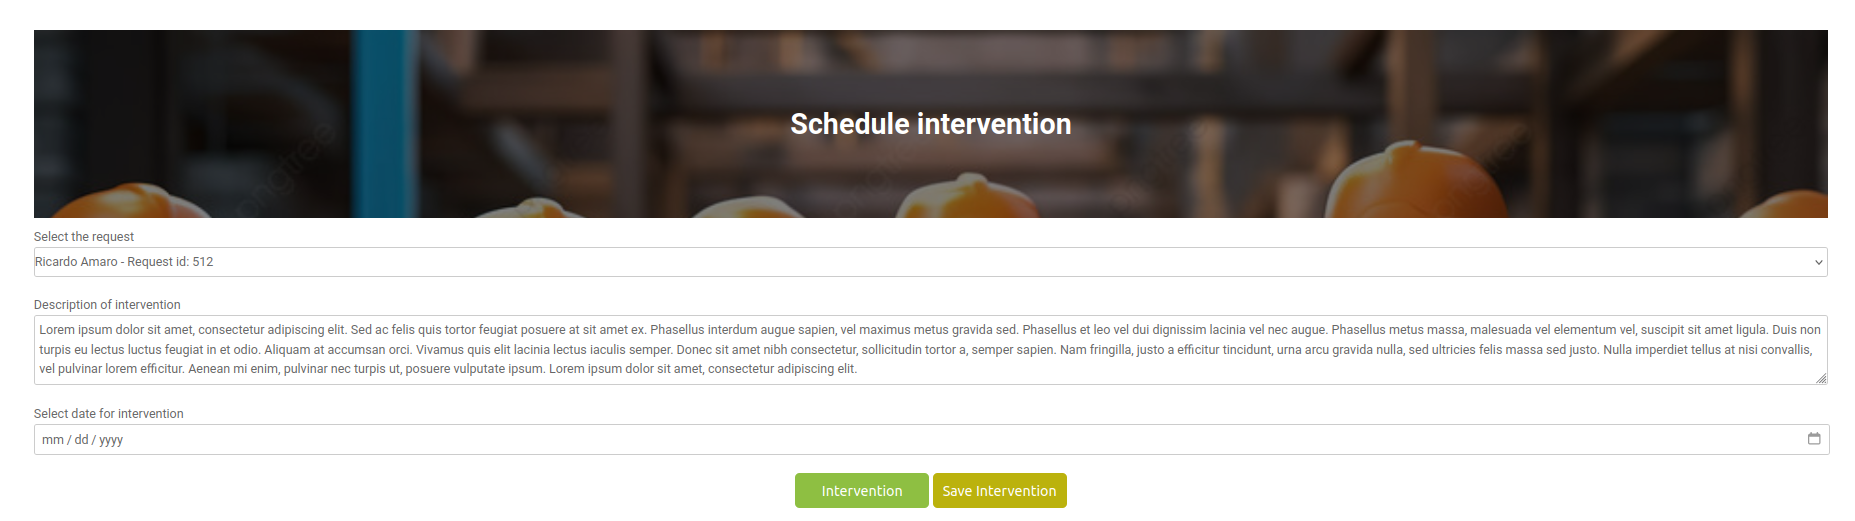 Schedule intervention
Select the request
Ricardo Amaro - Request id: 512
Description of intervention
Lorem ipsum dolor sit amet, consectetur adipiscing elit. Sed ac felis quis tortor feugiat posuere at sit amet ex. Phasellus interdum augue sapien, vel maximus metus gravida sed. Phasellus et leo vel dui dignissim lacinia vel nec augue. Phasellus metus massa, malesuada vel elementum vel, suscipit sit amet ligula. Duis non
turpis eu lectus luctus feugiat in et odio. Aliquam at accumsan orci. Vivamus quis elit lacinia lectus iaculis semper. Donec sit amet nibh consectetur, sollicitudin tortor a, semper sapien. Nam fringilla, justo a efficitur tincidunt, urna arcu gravida nulla, sed ultricies felis massa sed justo. Nulla imperdiet tellus at nisi convallis,
vel pulvinar lorem efficitur. Aenean mi enim, pulvinar nec turpis ut, posuere vulputate ipsum. Lorem ipsum dolor sit amet, consectetur adipiscing elit.
Select date for intervention
mm / dd / yyyy
Intervention
Save Intervention